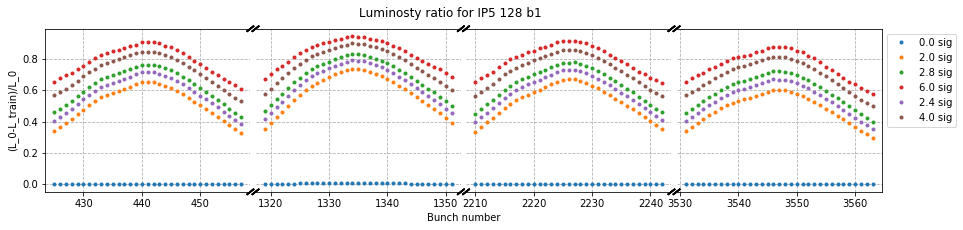 Luminosty ratio for IP5 128 b1
(L_0-L_train)/L_0
0.8
0.6
0.4
0.2
0.0
430 440 450 1320 1330 1340 1350 2210 2220 2230 2240 3530 3540 3550 3560
Bunch number
0.0 sig
2.0 sig
2.8 sig
6.0 sig
2.4 sig
4.0 sig